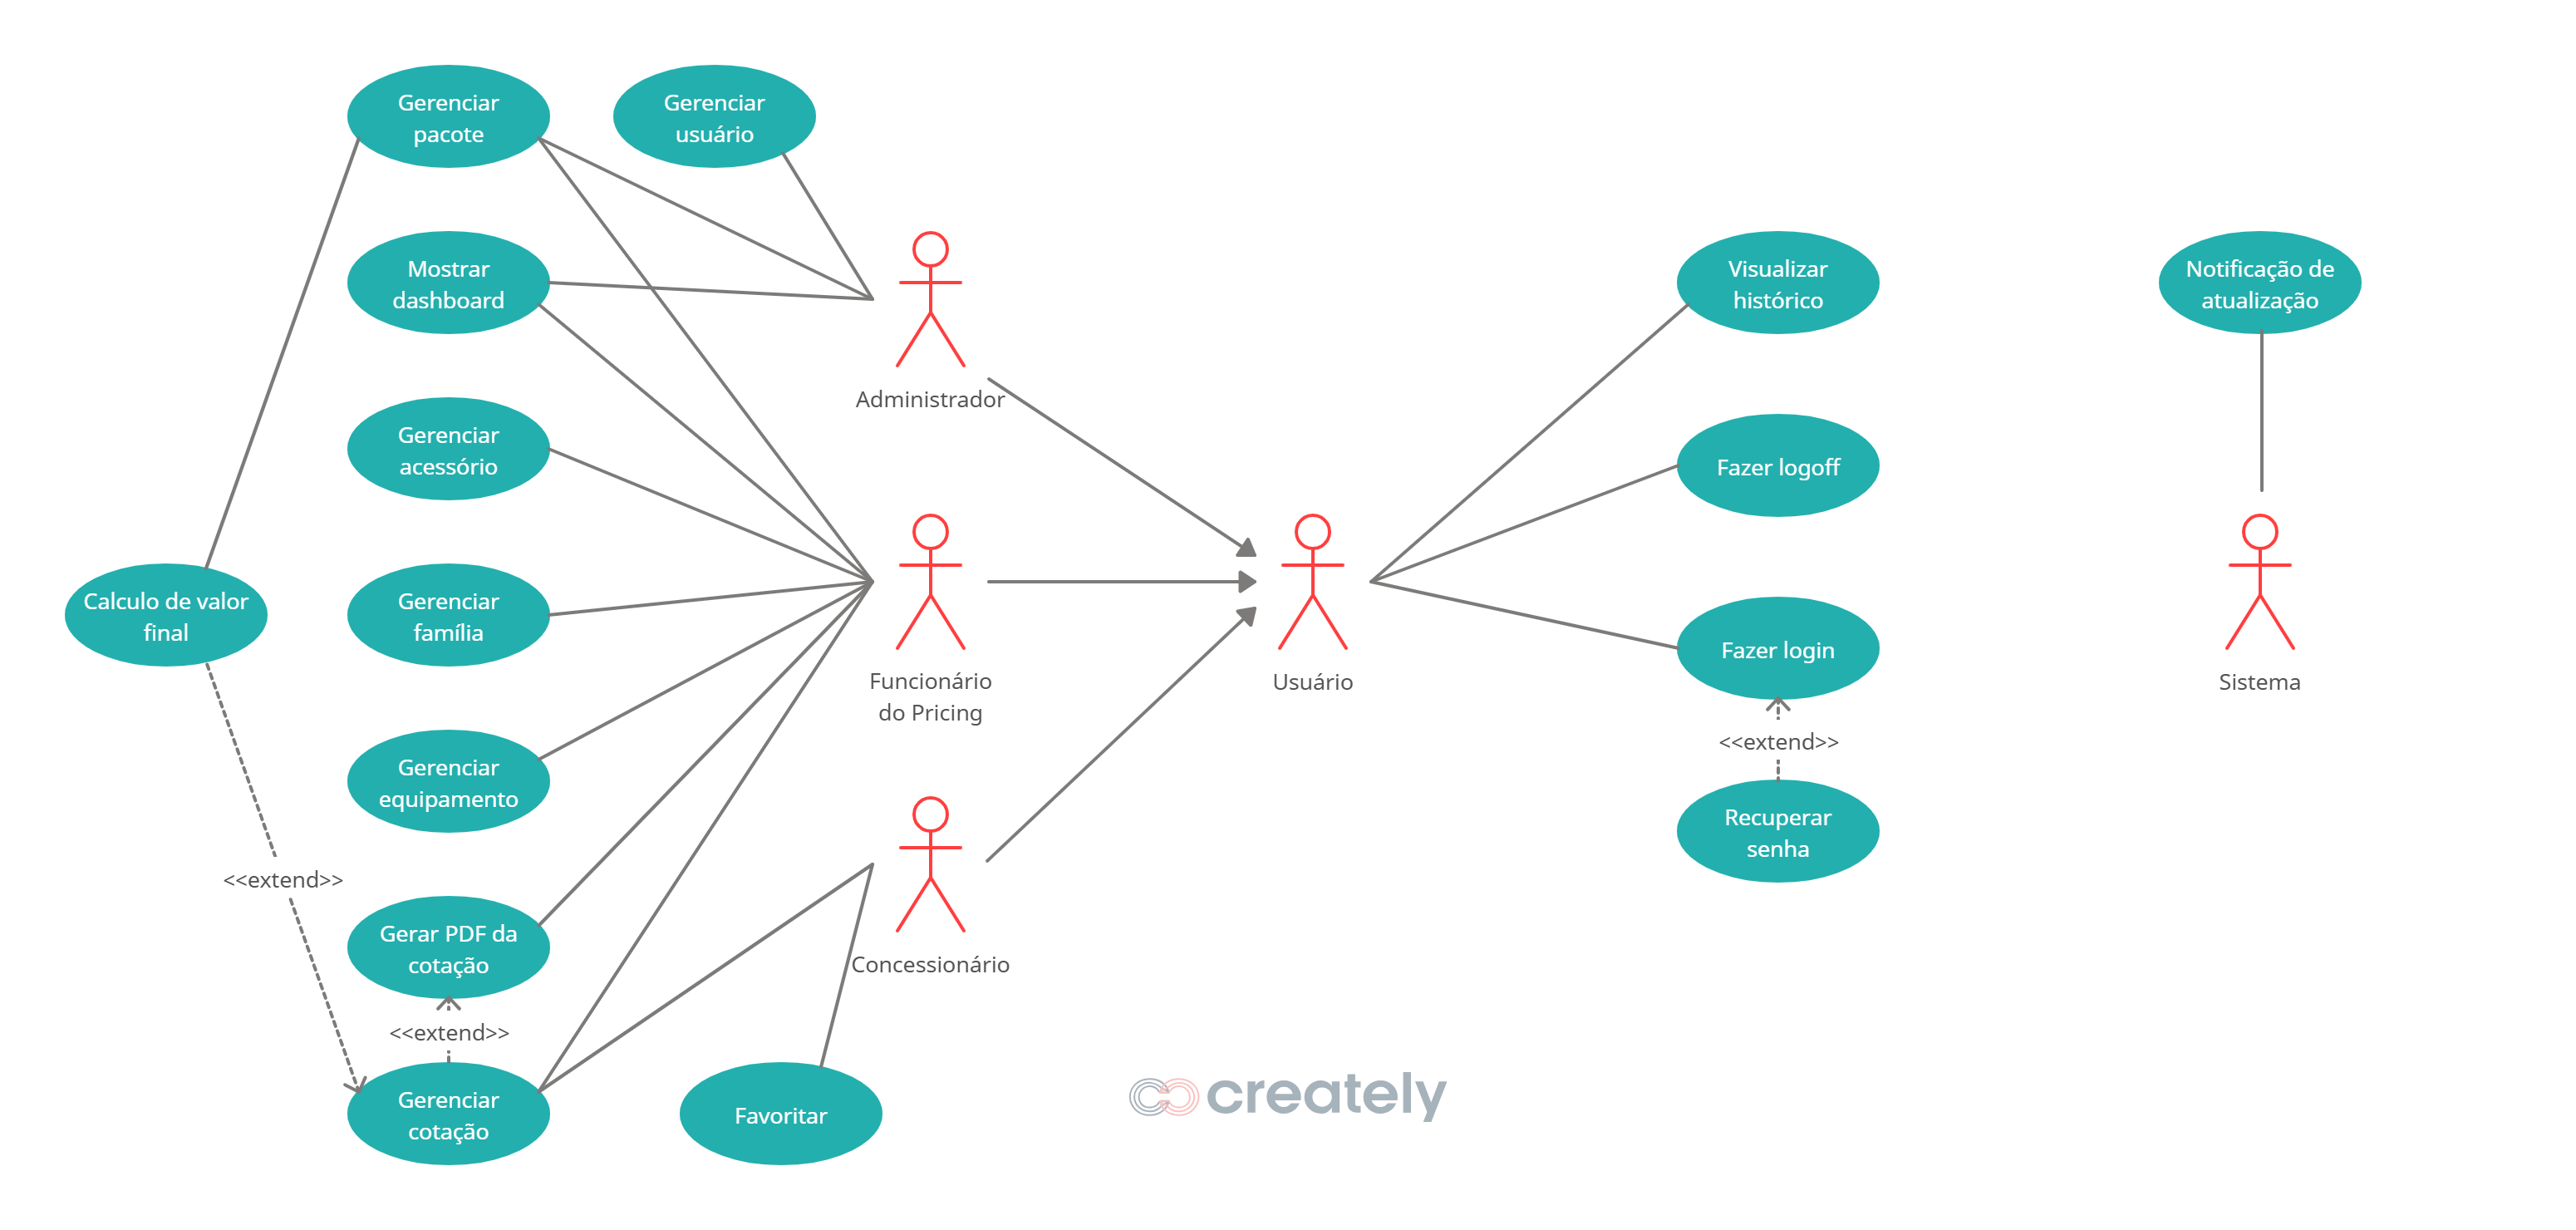 Gerenciar
pacote
Gerenciar
usuário
Mostrar
dashboard
Visualizar
histórico
Notificação de
atualização
Administrador
Gerenciar
acessório
Fazer logoff
Calculo de valor
final
Gerenciar
família
Fazer login
Funcionário
do Pricing
Usuário
Sistema
<<extend>>
Gerenciar
equipamento
Recuperar
senha
<<extend>>
Gerar PDF da
cotação
Concessionário
<<extend>>
Gerenciar
cotação
Favoritar
creately